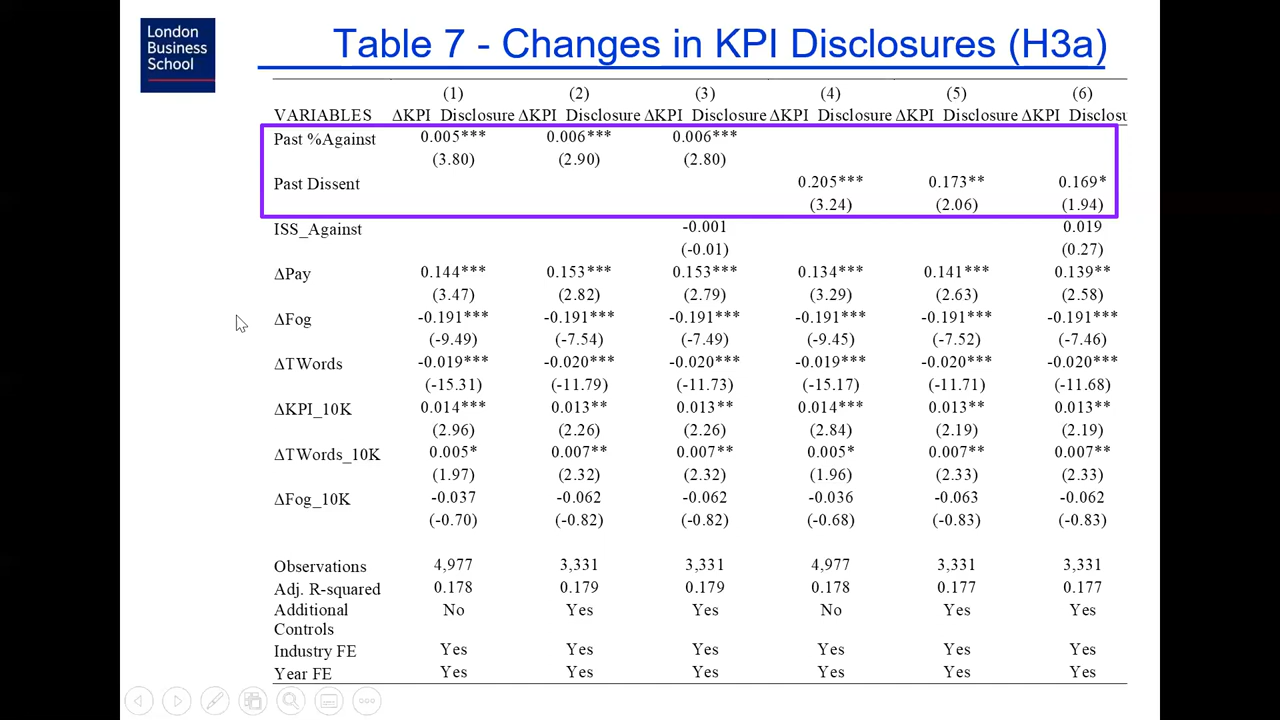 London
Business
School
Table 7 - Changes in KPI Disclosures (H3a)
(1) (2) (3) (4) (5) (6)
VARIABLES ΔKPI_Disclosure ΔKPI_Disclosure ΔKPI_Disclosure ΔKPI_Disclosure ΔKPI_Disclosure ΔKPI_Disclosu
Past %Against 0.005*** 0.006*** 0.006***
(3.80) (2.90) (2.80)
Past Dissent 0.205*** 0.173** 0.169*
(3.24) (2.06) (1.94)
ISS_Against -0.001 0.019
(-0.01) (0.27)
ΔPay 0.144*** 0.153*** 0.153*** 0.134*** 0.141*** 0.139**
(3.47) (2.82) (2.79) (3.29) (2.63) (2.58)
ΔFog -0.191*** -0.191*** -0.191*** -0.191*** -0.191*** -0.191***
(-9.49) (-7.54) (-7.49) (-9.45) (-7.52) (-7.46)
ΔTWords -0.019*** -0.020*** -0.020*** -0.019*** -0.020*** -0.020***
(-15.31) (-11.79) (-11.73) (-15.17) (-11.71) (-11.68)
ΔKPI_10K 0.014*** 0.013** 0.013** 0.014*** 0.013** 0.013**
(2.96) (2.26) (2.26) (2.84) (2.19) (2.19)
ΔTWords_10K 0.005* 0.007** 0.007** 0.005* 0.007** 0.007**
(1.97) (2.32) (2.32) (1.96) (2.33) (2.33)
ΔFog_10K -0.037 -0.062 -0.062 -0.036 -0.063 -0.062
(-0.70) (-0.82) (-0.82) (-0.68) (-0.83) (-0.83)
Observations 4,977 3,331 3,331 4,977 3,331 3,331
Adj. R-squared 0.178 0.179 0.179 0.178 0.177 0.177
Additional No Yes Yes No Yes Yes
Controls
Industry FE Yes Yes Yes Yes Yes Yes
Year FE Yes Yes Yes Yes Yes Yes